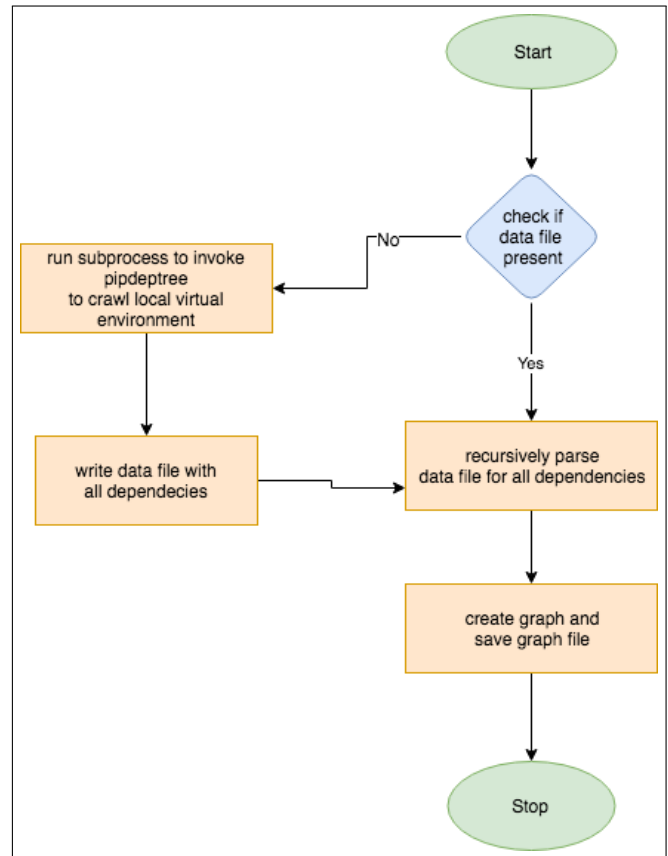 Start
check if
data file
present
No
run subprocess to invoke
pipdeptree
to crawl local virtual
environment
Yes
write data file with
all dependecies
recursively parse
data file for all dependencies
create graph and
save graph file
Stop